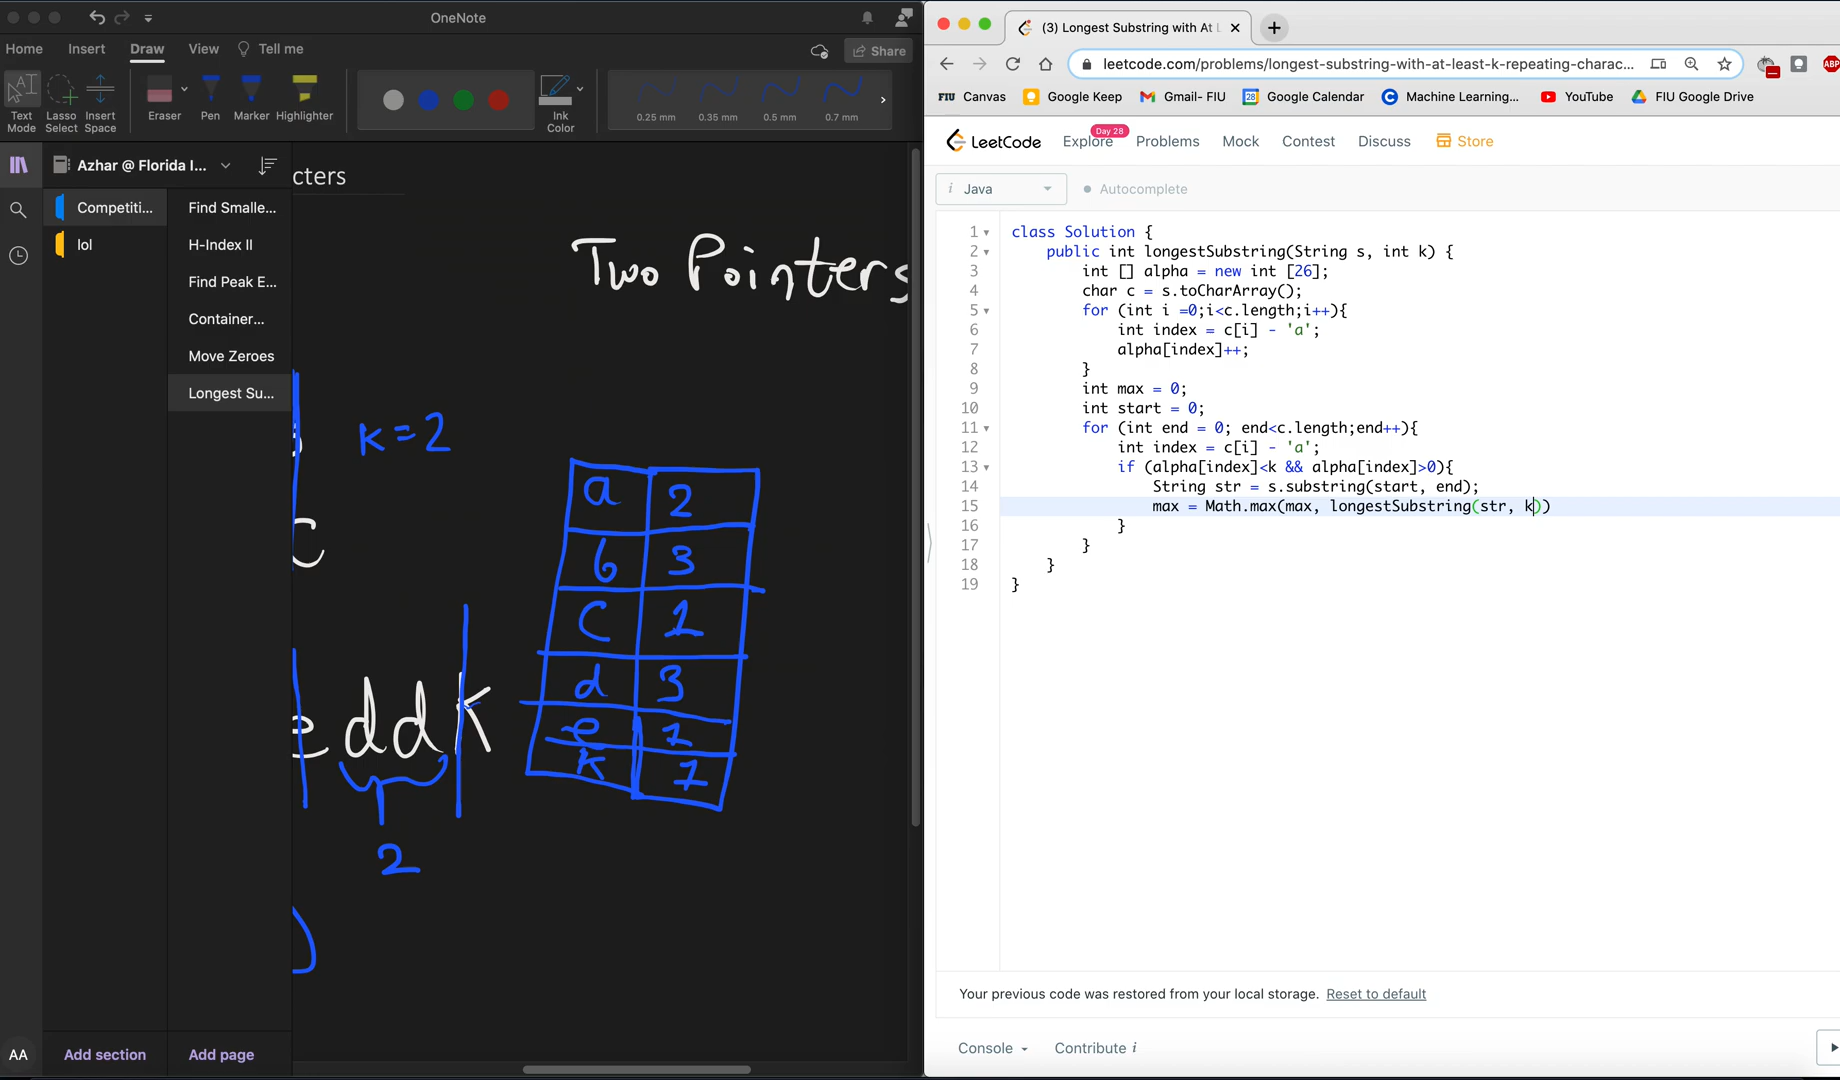 OneNote
Home Insert Draw View Tell me
Share
Text Mode
Lasso Select
Insert Space
Eraser
Pen
Marker
Highlighter
Ink Color
0.25 mm 0.35 mm 0.5 mm 0.7 mm
Azhar @ Florida I...
Competiti...
lol
Find Smalle...
H-Index II
Find Peak E...
Container...
Move Zeroes
Longest Su...
cters
Two Pointers
k=2
c
eddk
2
a 2
b 3
c 1
d 3
e 1
k 1
AA
Add section
Add page
(3) Longest Substring with At L
leetcode.com/problems/longest-substring-with-at-least-k-repeating-charac...
ABP
FIU Canvas Google Keep Gmail- FIU 28 Google Calendar C Machine Learning... YouTube FIU Google Drive
LeetCode Explore Day 28 Problems Mock Contest Discuss Store
i Java Autocomplete
1 class Solution {
2 public int longestSubstring(String s, int k) {
3 int [] alpha = new int [26];
4 char c = s.toCharArray();
5 for (int i =0;i<c.length;i++){
6 int index = c[i] - 'a';
7 alpha[index]++;
8 }
9 int max = 0;
10 int start = 0;
11 for (int end = 0; end<c.length;end++){
12 int index = c[i] - 'a';
13 if (alpha[index]<k && alpha[index]>0){
14 String str = s.substring(start, end);
15 max = Math.max(max, longestSubstring(str, k))
16 }
17 }
18 }
19 }
Your previous code was restored from your local storage. Reset to default
Console Contribute i